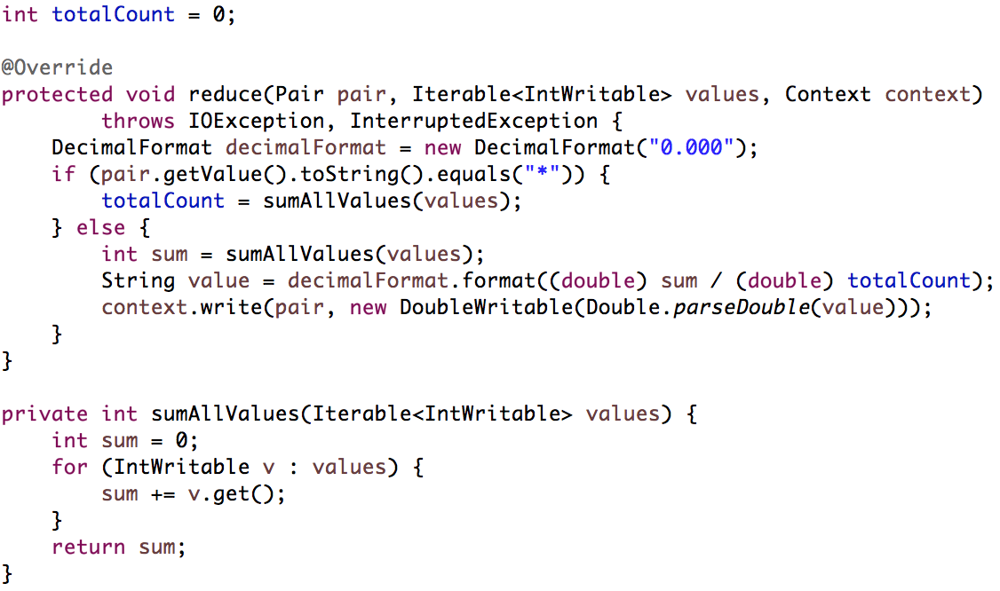 int totalCount = 0;

@Override
protected void reduce(Pair pair, Iterable<IntWritable> values, Context context)
        throws IOException, InterruptedException {
    DecimalFormat decimalFormat = new DecimalFormat("0.000");
    if (pair.getValue().toString().equals("*")) {
        totalCount = sumAllValues(values);
    } else {
        int sum = sumAllValues(values);
        String value = decimalFormat.format((double) sum / (double) totalCount);
        context.write(pair, new DoubleWritable(Double.parseDouble(value)));
    }
}

private int sumAllValues(Iterable<IntWritable> values) {
    int sum = 0;
    for (IntWritable v : values) {
        sum += v.get();
    }
    return sum;
}